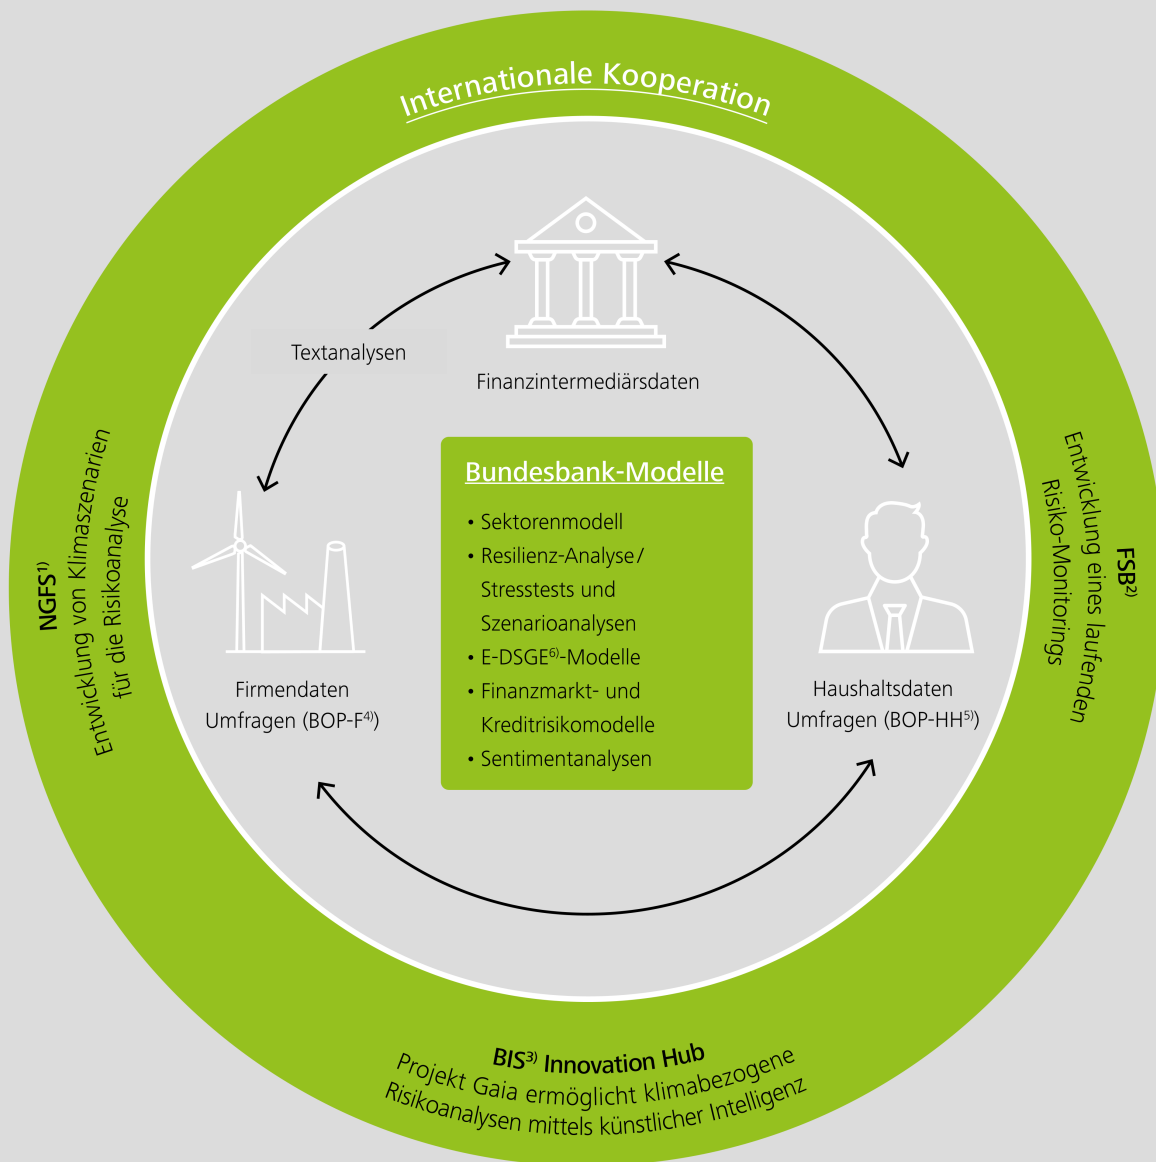 Internationale Kooperation
Textanalysen
Finanzintermediärsdaten
Bundesbank-Modelle
• Sektorenmodell
• Resilienz-Analyse/
Stresstests und
Szenarioanalysen
• E-DSGE⁶⁾-Modelle
• Finanzmarkt- und
Kreditrisikomodelle
• Sentimentanalysen
Firmendaten
Umfragen (BOP-F⁴⁾)
Haushaltsdaten
Umfragen (BOP-HH⁵⁾)
NGFS¹⁾
Entwicklung von Klimaszenarien
für die Risikoanalyse
FSB²⁾
Entwicklung eines laufenden
Risiko-Monitorings
BIS³⁾ Innovation Hub
Projekt Gaia ermöglicht klimabezogene
Risikoanalysen mittels künstlicher Intelligenz